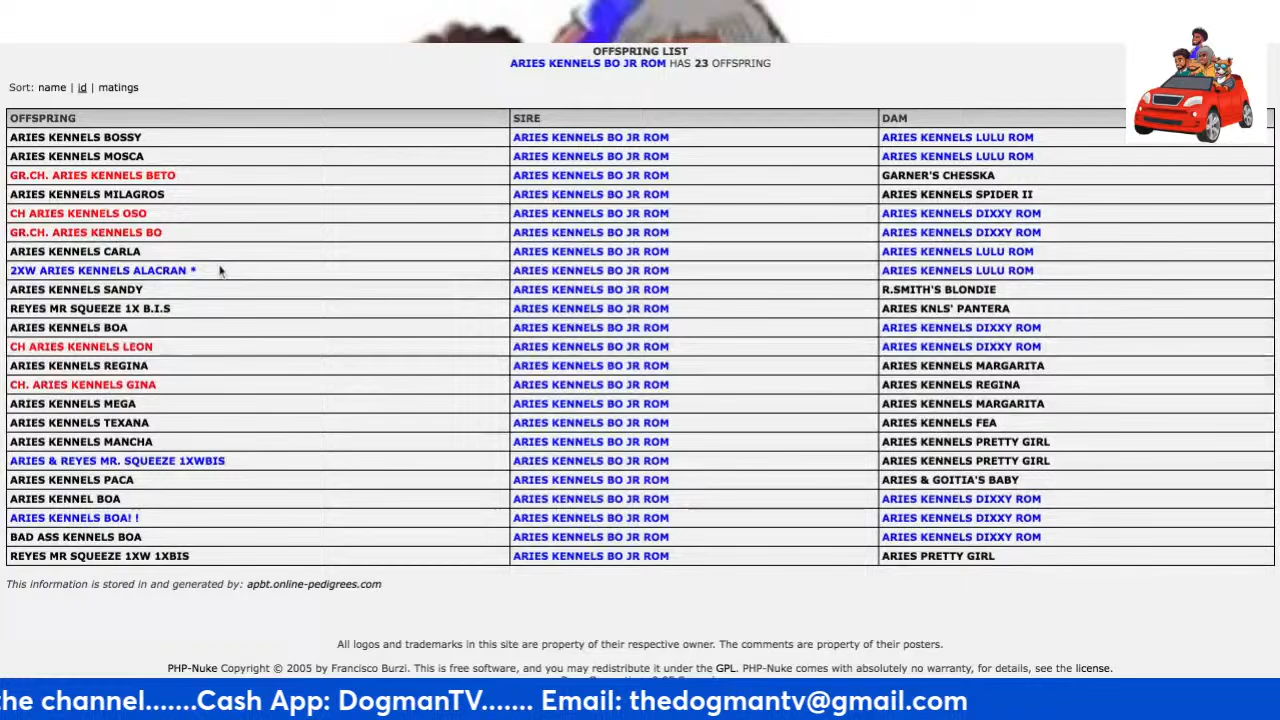 OFFSPRING LIST
ARIES KENNELS BO JR ROM HAS 23 OFFSPRING
Sort: name | id | matings
OFFSPRING SIRE DAM
ARIES KENNELS BOSSY ARIES KENNELS BO JR ROM ARIES KENNELS LULU ROM
ARIES KENNELS MOSCA ARIES KENNELS BO JR ROM ARIES KENNELS LULU ROM
GR.CH. ARIES KENNELS BETO ARIES KENNELS BO JR ROM GARNER'S CHESSKA
ARIES KENNELS MILAGROS ARIES KENNELS BO JR ROM ARIES KENNELS SPIDER II
CH ARIES KENNELS OSO ARIES KENNELS BO JR ROM ARIES KENNELS DIXXY ROM
GR.CH. ARIES KENNELS BO ARIES KENNELS BO JR ROM ARIES KENNELS DIXXY ROM
ARIES KENNELS CARLA ARIES KENNELS BO JR ROM ARIES KENNELS LULU ROM
2XW ARIES KENNELS ALACRAN * ARIES KENNELS BO JR ROM ARIES KENNELS LULU ROM
ARIES KENNELS SANDY ARIES KENNELS BO JR ROM R.SMITH'S BLONDIE
REYES MR SQUEEZE 1X B.I.S ARIES KENNELS BO JR ROM ARIES KNLS' PANTERA
ARIES KENNELS BOA ARIES KENNELS BO JR ROM ARIES KENNELS DIXXY ROM
CH ARIES KENNELS LEON ARIES KENNELS BO JR ROM ARIES KENNELS DIXXY ROM
ARIES KENNELS REGINA ARIES KENNELS BO JR ROM ARIES KENNELS MARGARITA
CH. ARIES KENNELS GINA ARIES KENNELS BO JR ROM ARIES KENNELS REGINA
ARIES KENNELS MEGA ARIES KENNELS BO JR ROM ARIES KENNELS MARGARITA
ARIES KENNELS TEXANA ARIES KENNELS BO JR ROM ARIES KENNELS FEA
ARIES KENNELS MANCHA ARIES KENNELS BO JR ROM ARIES KENNELS PRETTY GIRL
ARIES & REYES MR. SQUEEZE 1XWBIS ARIES KENNELS BO JR ROM ARIES KENNELS PRETTY GIRL
ARIES KENNELS PACA ARIES KENNELS BO JR ROM ARIES & GOITIA'S BABY
ARIES KENNEL BOA ARIES KENNELS BO JR ROM ARIES KENNELS DIXXY ROM
ARIES KENNELS BOA! ! ARIES KENNELS BO JR ROM ARIES KENNELS DIXXY ROM
BAD ASS KENNELS BOA ARIES KENNELS BO JR ROM ARIES KENNELS DIXXY ROM
REYES MR SQUEEZE 1XW 1XBIS ARIES KENNELS BO JR ROM ARIES PRETTY GIRL
This information is stored in and generated by: apbt.online-pedigrees.com
All logos and trademarks in this site are property of their respective owner. The comments are property of their posters.
PHP-Nuke Copyright © 2005 by Francisco Burzi. This is free software, and you may redistribute it under the GPL. PHP-Nuke comes with absolutely no warranty, for details, see the license.
the channel.......Cash App: DogmanTV....... Email: thedogmantv@gmail.com